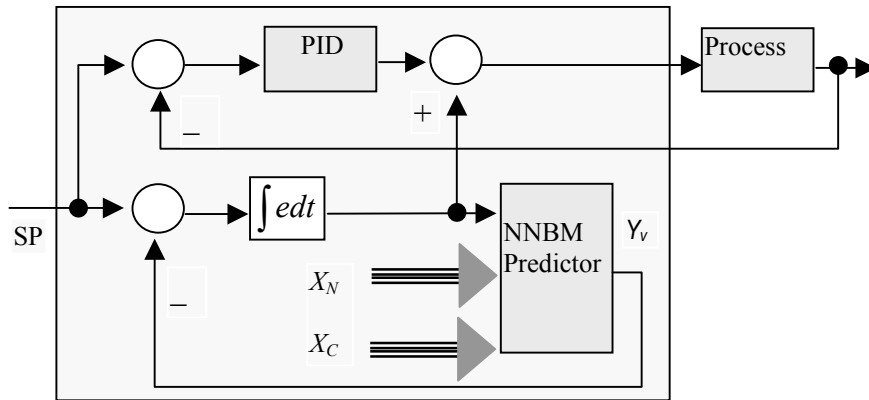 PID
Process
−
+
SP
∫ edt
NNBM
Predictor
Yv
−
XN
XC